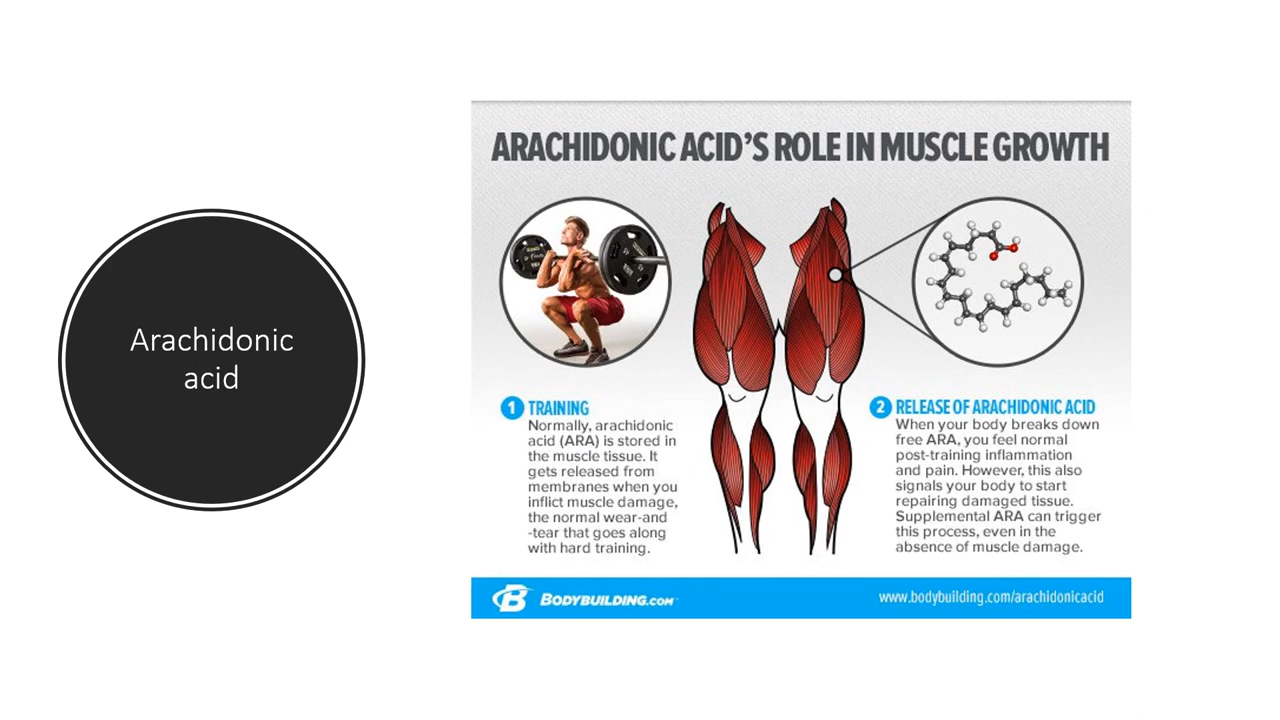 Arachidonic
acid
ARACHIDONIC ACID'S ROLE IN MUSCLE GROWTH
1 TRAINING
Normally, arachidonic
acid (ARA) is stored in
the muscle tissue. It
gets released from
membranes when you
inflict muscle damage,
the normal wear-and
-tear that goes along
with hard training.
2 RELEASE OF ARACHIDONIC ACID
When your body breaks down
free ARA, you feel normal
post-training inflammation
and pain. However, this also
signals your body to start
repairing damaged tissue.
Supplemental ARA can trigger
this process, even in the
absence of muscle damage.
B BODYBUILDING.COM
www.bodybuilding.com/arachidonicacid